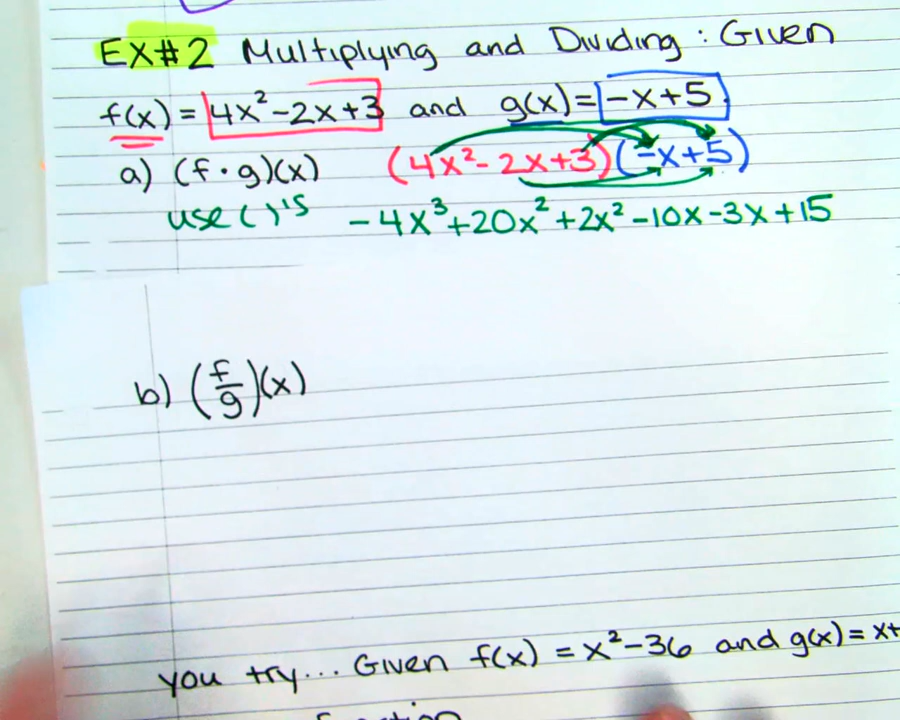 EX#2 Multiplying and Dividing : Given
f(x) = 4x²-2x+3 and g(x)= -x+5
a) (f·g)(x) (4x²-2x+3)(-x+5)
use ( )'s -4x³+20x²+2x²-10x-3x+15
b) (f/g)(x)
you try... Given f(x) = x²-36 and g(x)= x+